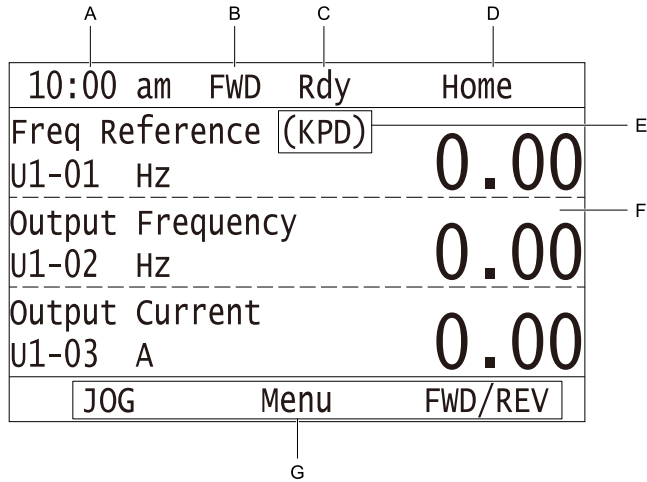 A B C D
10:00 am FWD Rdy Home
Freq Reference (KPD)
U1-01 Hz 0.00
E
Output Frequency
U1-02 Hz 0.00
F
Output Current
U1-03 A 0.00
JOG Menu FWD/REV
G